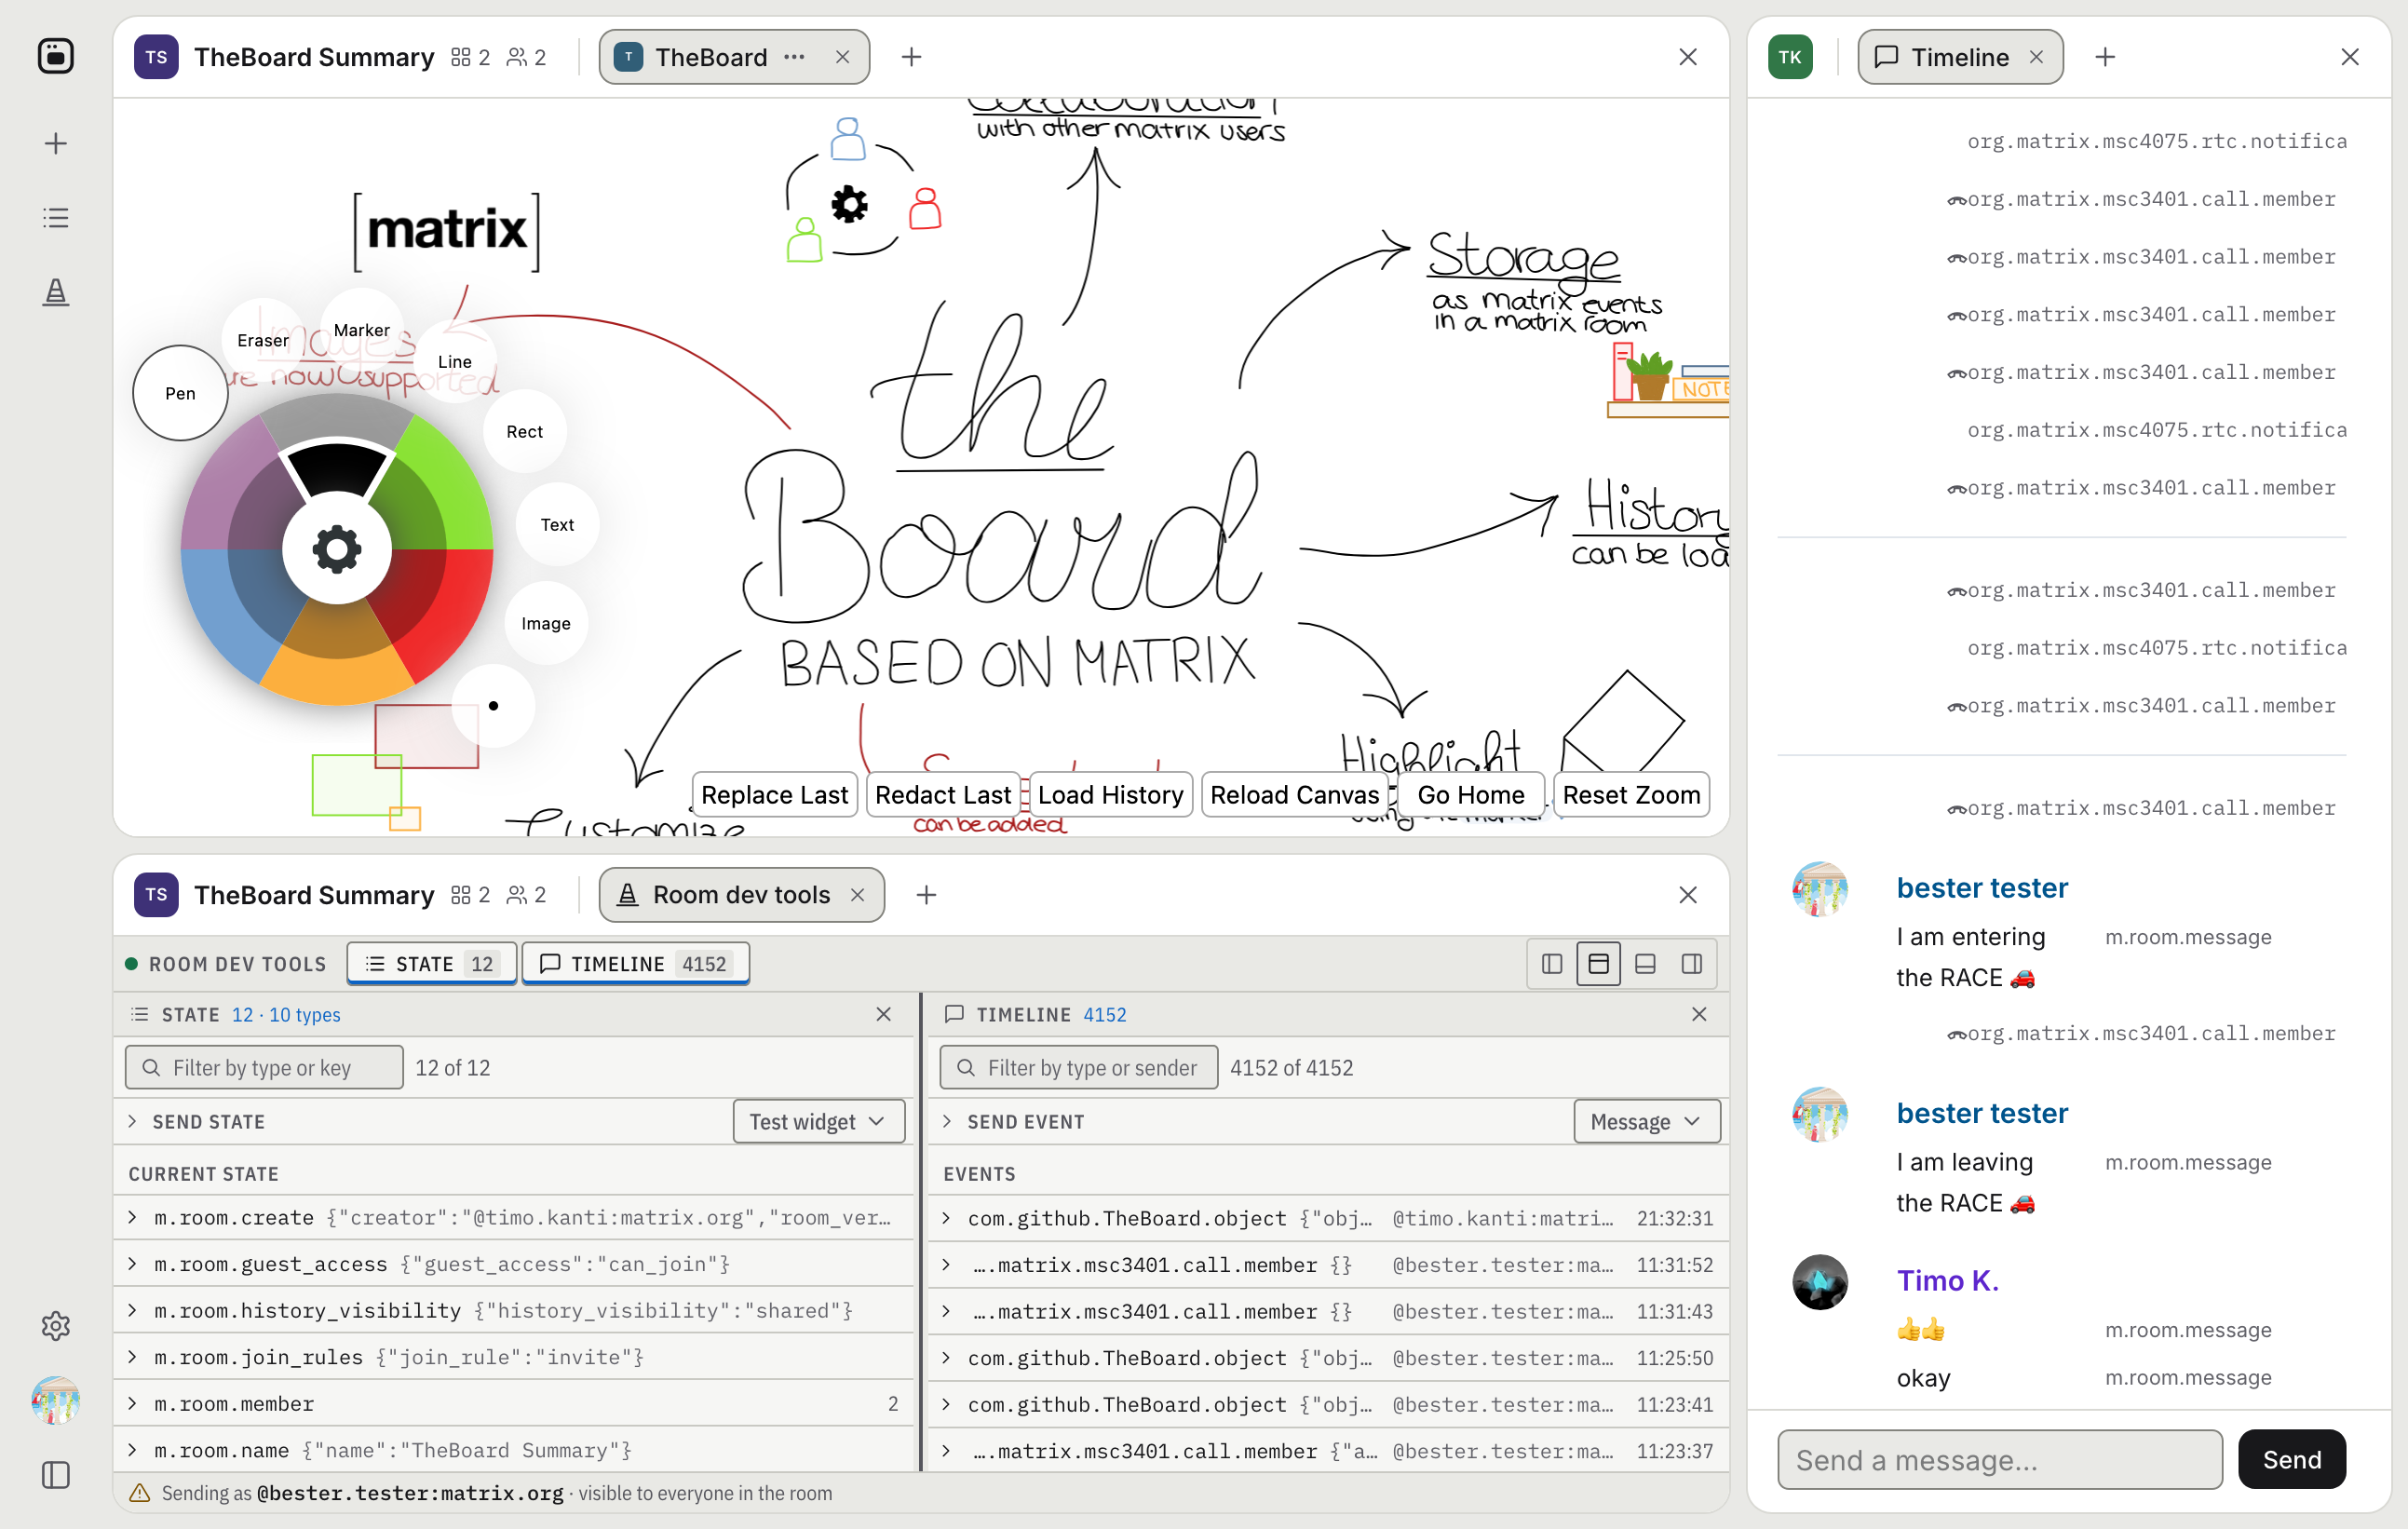 TS TheBoard Summary 2 2 T TheBoard
with other matrix users
[matrix]
Storage
as matrix events
in a matrix room
NOTE
Images
are now supported
Pen
Eraser
Marker
Line
Rect
Text
Image
the
Board
BASED ON MATRIX
History
can be loa
Highlight
Customize
can be added
Replace Last Redact Last Load History Reload Canvas Go Home Reset Zoom
TS TheBoard Summary 2 2 Room dev tools
ROOM DEV TOOLS STATE 12 TIMELINE 4152
STATE 12 · 10 types
Filter by type or key 12 of 12
SEND STATE Test widget
CURRENT STATE
m.room.create {"creator":"@timo.kanti:matrix.org","room_ver…
m.room.guest_access {"guest_access":"can_join"}
m.room.history_visibility {"history_visibility":"shared"}
m.room.join_rules {"join_rule":"invite"}
m.room.member 2
m.room.name {"name":"TheBoard Summary"}
TIMELINE 4152
Filter by type or sender 4152 of 4152
SEND EVENT Message
EVENTS
com.github.TheBoard.object {"obj… @timo.kanti:matri… 21:32:31
….matrix.msc3401.call.member {} @bester.tester:ma… 11:31:52
….matrix.msc3401.call.member {} @bester.tester:ma… 11:31:43
com.github.TheBoard.object {"obj… @bester.tester:ma… 11:25:50
com.github.TheBoard.object {"obj… @bester.tester:ma… 11:23:41
….matrix.msc3401.call.member {"a… @bester.tester:ma… 11:23:37
Sending as @bester.tester:matrix.org · visible to everyone in the room
TK Timeline
org.matrix.msc4075.rtc.notifica
org.matrix.msc3401.call.member
org.matrix.msc3401.call.member
org.matrix.msc3401.call.member
org.matrix.msc3401.call.member
org.matrix.msc4075.rtc.notifica
org.matrix.msc3401.call.member
org.matrix.msc3401.call.member
org.matrix.msc4075.rtc.notifica
org.matrix.msc3401.call.member
org.matrix.msc3401.call.member
bester tester
I am entering m.room.message
the RACE 🚗
org.matrix.msc3401.call.member
bester tester
I am leaving m.room.message
the RACE 🚗
Timo K.
👍👍 m.room.message
okay m.room.message
Send a message... Send